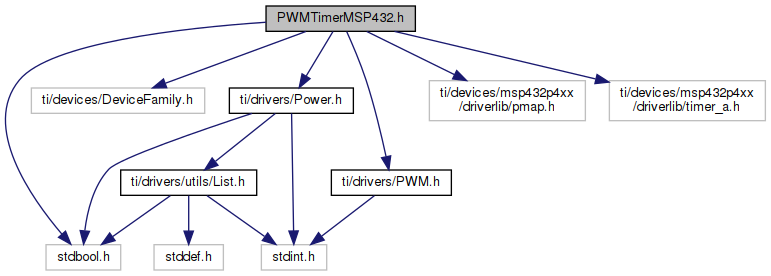 PWMTimerMSP432.h
ti/devices/DeviceFamily.h
ti/drivers/Power.h
ti/devices/msp432p4xx
/driverlib/pmap.h
ti/devices/msp432p4xx
/driverlib/timer_a.h
ti/drivers/utils/List.h
ti/drivers/PWM.h
stdbool.h
stddef.h
stdint.h